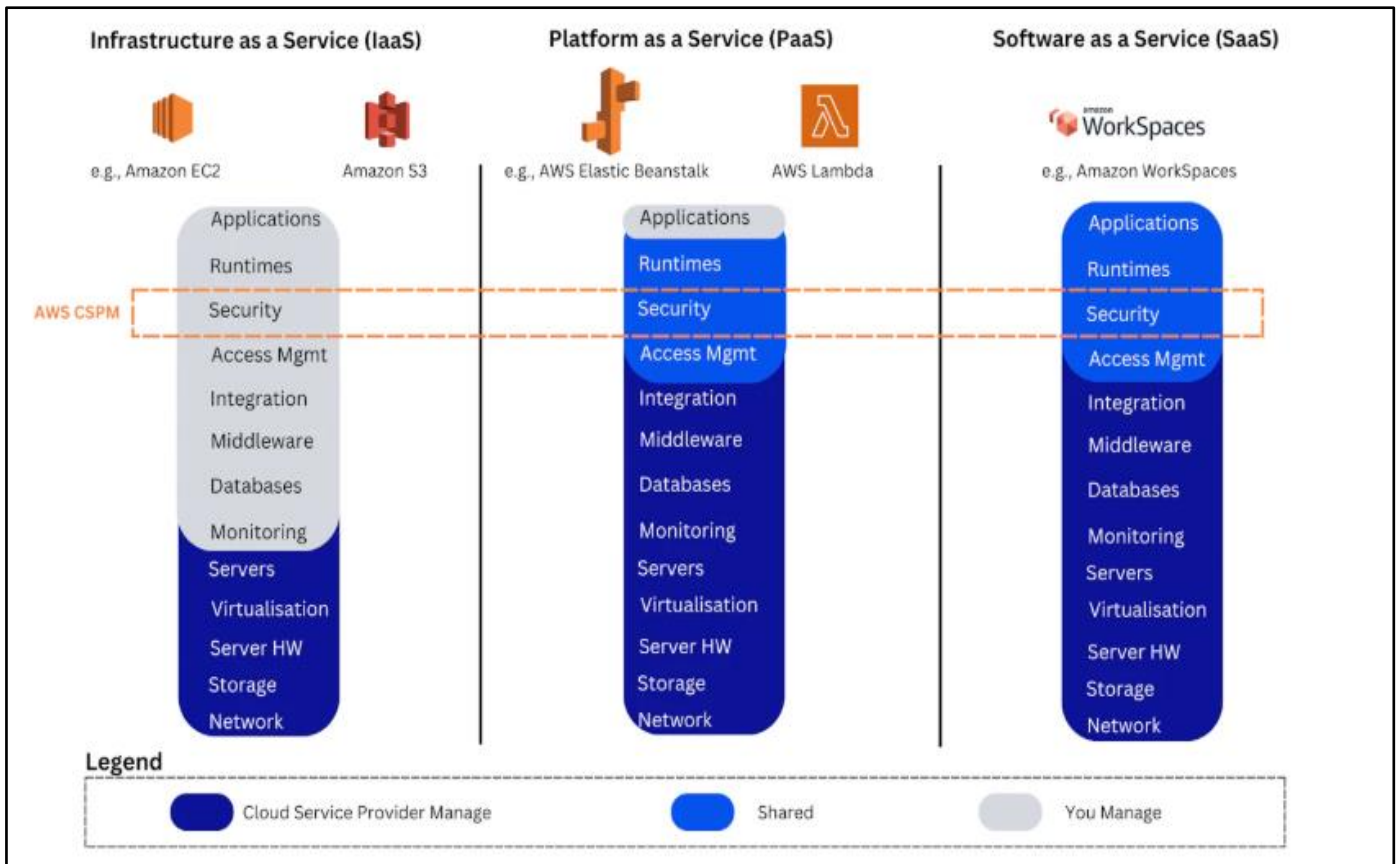 Infrastructure as a Service (IaaS)
Platform as a Service (PaaS)
Software as a Service (SaaS)
amazon
WorkSpaces
e.g., Amazon EC2
Amazon S3
e.g., AWS Elastic Beanstalk
AWS Lambda
e.g., Amazon WorkSpaces
AWS CSPM
Applications
Runtimes
Security
Access Mgmt
Integration
Middleware
Databases
Monitoring
Servers
Virtualisation
Server HW
Storage
Network
Applications
Runtimes
Security
Access Mgmt
Integration
Middleware
Databases
Monitoring
Servers
Virtualisation
Server HW
Storage
Network
Applications
Runtimes
Security
Access Mgmt
Integration
Middleware
Databases
Monitoring
Servers
Virtualisation
Server HW
Storage
Network
Legend
Cloud Service Provider Manage
Shared
You Manage